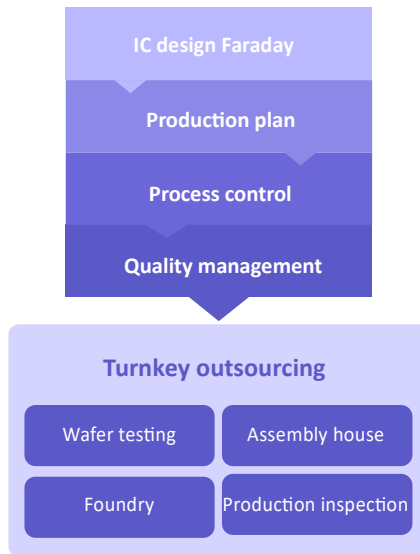 IC design Faraday
Production plan
Process control
Quality management
Turnkey outsourcing
Wafer testing
Assembly house
Foundry
Production inspection